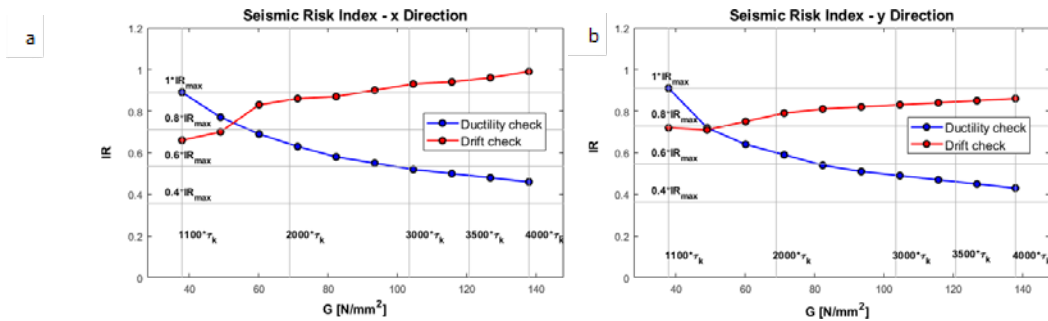 a
Seismic Risk Index - x Direction
1.2
1
0.8
0.6
0.4
0.2
0
IR
1*IRmax
0.8*IRmax
0.6*IRmax
0.4*IRmax
Ductility check
Drift check
1100*τk
2000*τk
3000*τk
3500*τk
4000*τk
40 60 80 100 120 140
G [N/mm²]
b
Seismic Risk Index - y Direction
1.2
1
0.8
0.6
0.4
0.2
0
IR
1*IRmax
0.8*IRmax
0.6*IRmax
0.4*IRmax
Ductility check
Drift check
1100*τk
2000*τk
3000*τk
3500*τk
4000*τk
40 60 80 100 120 140
G [N/mm²]